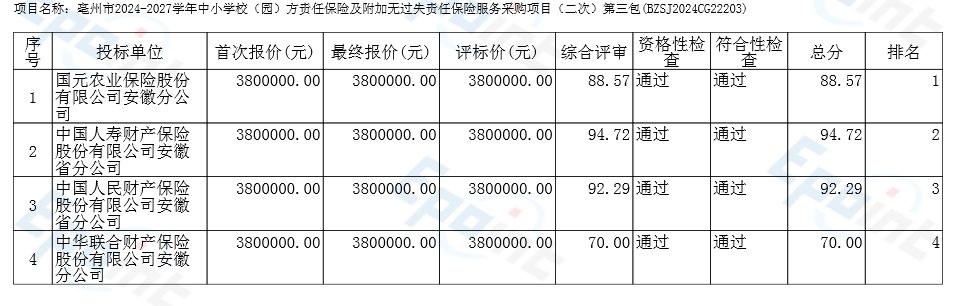 项目名称：亳州市2024-2027学年中小学校（园）方责任保险及附加无过失责任保险服务采购项目（二次）第三包(BZSJ2024CG22203)
序号 投标单位 首次报价(元) 最终报价(元) 评标价(元) 综合评审 资格性检查 符合性检查 总分 排名
1 国元农业保险股份有限公司安徽分公司 3800000.00 3800000.00 3800000.00 88.57 通过 通过 88.57 1
2 中国人寿财产保险股份有限公司安徽省分公司 3800000.00 3800000.00 3800000.00 94.72 通过 通过 94.72 2
3 中国人民财产保险股份有限公司安徽省分公司 3800000.00 3800000.00 3800000.00 92.29 通过 通过 92.29 3
4 中华联合财产保险股份有限公司安徽分公司 3800000.00 3800000.00 3800000.00 70.00 通过 通过 70.00 4
Epoint
Epoint
Epoint